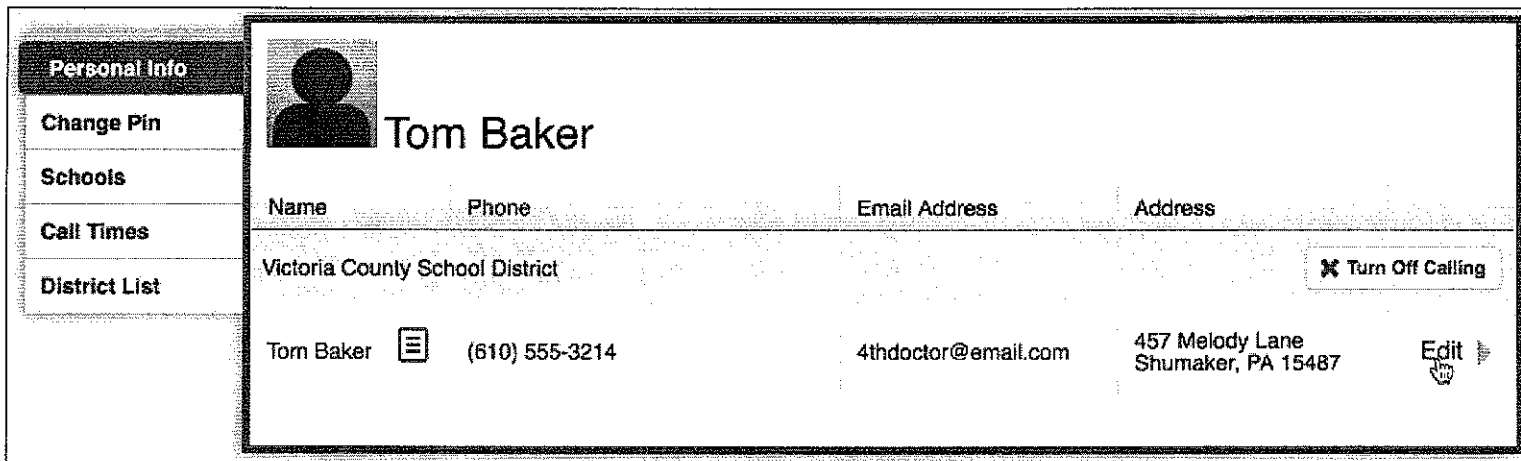 Personal Info
Change Pin
Schools
Call Times
District List
Tom Baker
Name Phone Email Address Address
Victoria County School District Turn Off Calling
Tom Baker (610) 555-3214 4thdoctor@email.com 457 Melody Lane
Shumaker, PA 15487
Edit